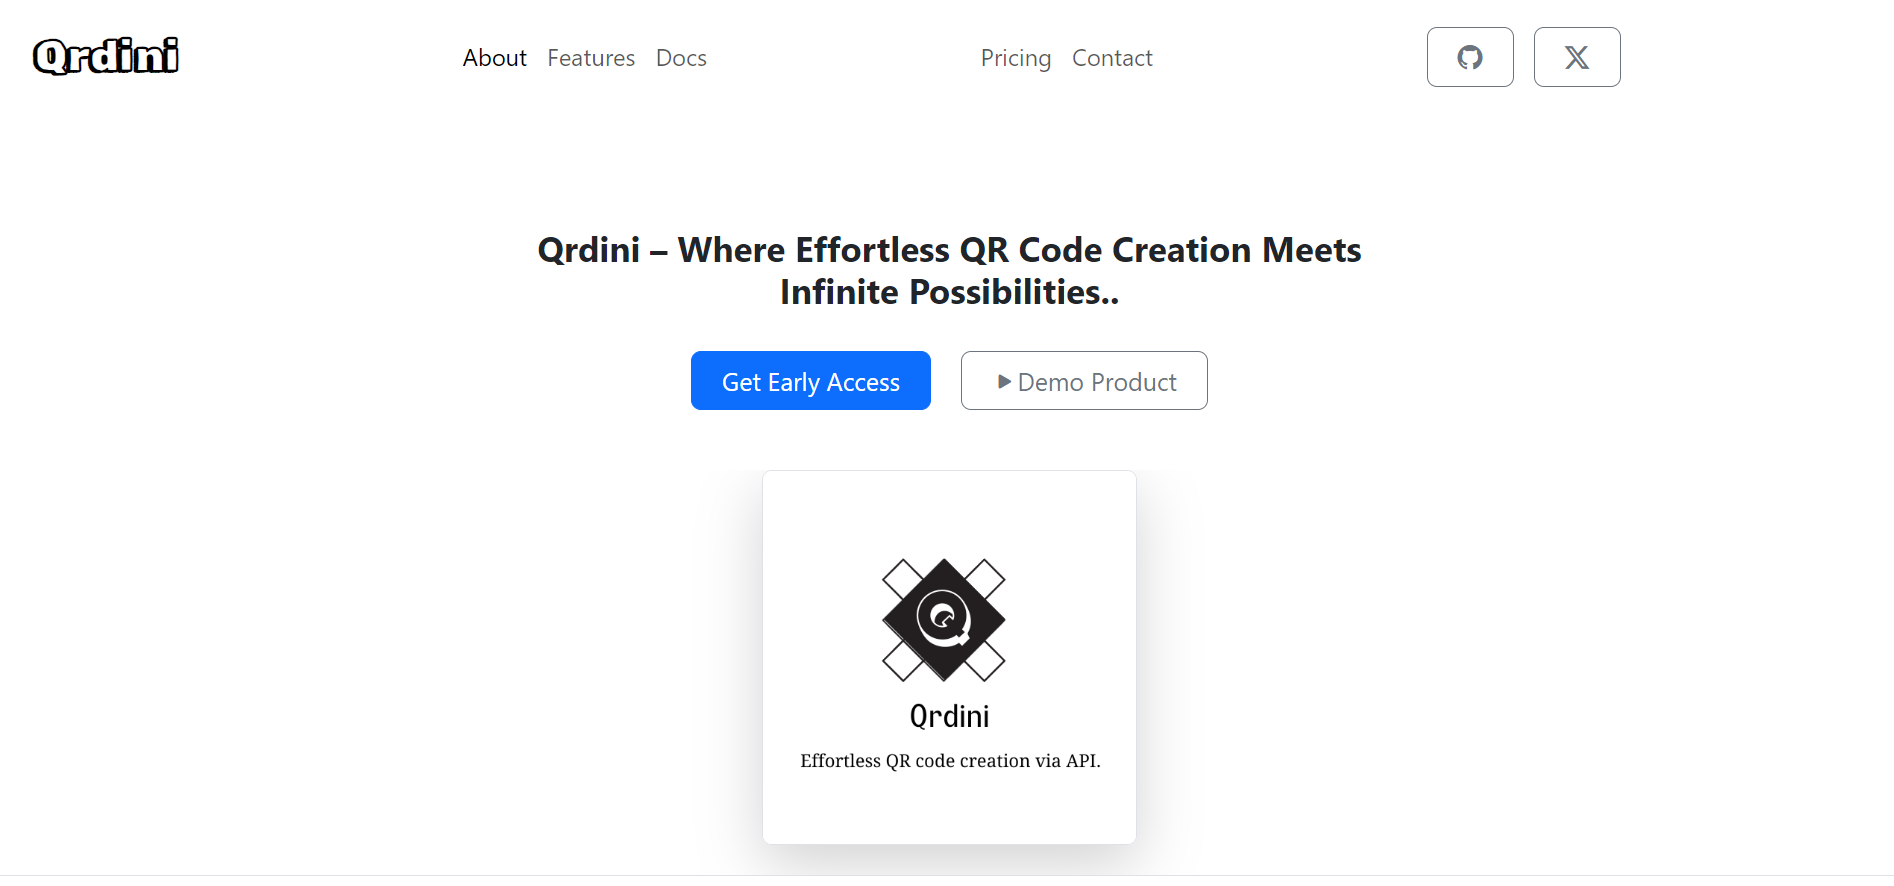 Qrdini
About Features Docs Pricing Contact
Qrdini – Where Effortless QR Code Creation Meets
Infinite Possibilities..
Get Early Access Demo Product
Qrdini
Effortless QR code creation via API.